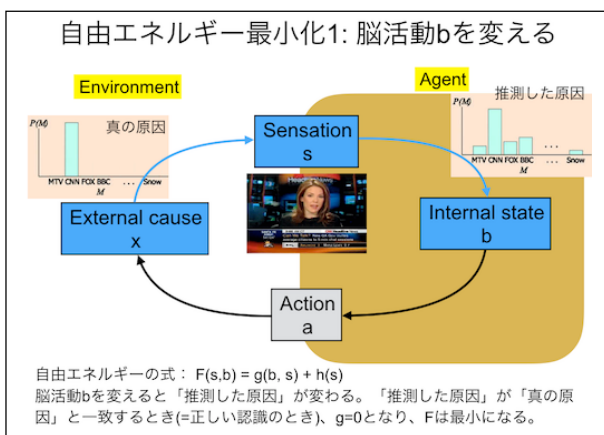 自由エネルギー最小化1: 脳活動bを変える
Environment
Agent
真の原因
P(M)
MTV CNN FOX BBC ... Snow
M
推測した原因
P(M)
MTV CNN FOX BBC ... Snow
M
Sensation
s
External cause
x
Internal state
b
Action
a
自由エネルギーの式： F(s,b) = g(b, s) + h(s)
脳活動bを変えると「推測した原因」が変わる。「推測した原因」が「真の原
因」と一致するとき(=正しい認識のとき)、g=0となり、Fは最小になる。